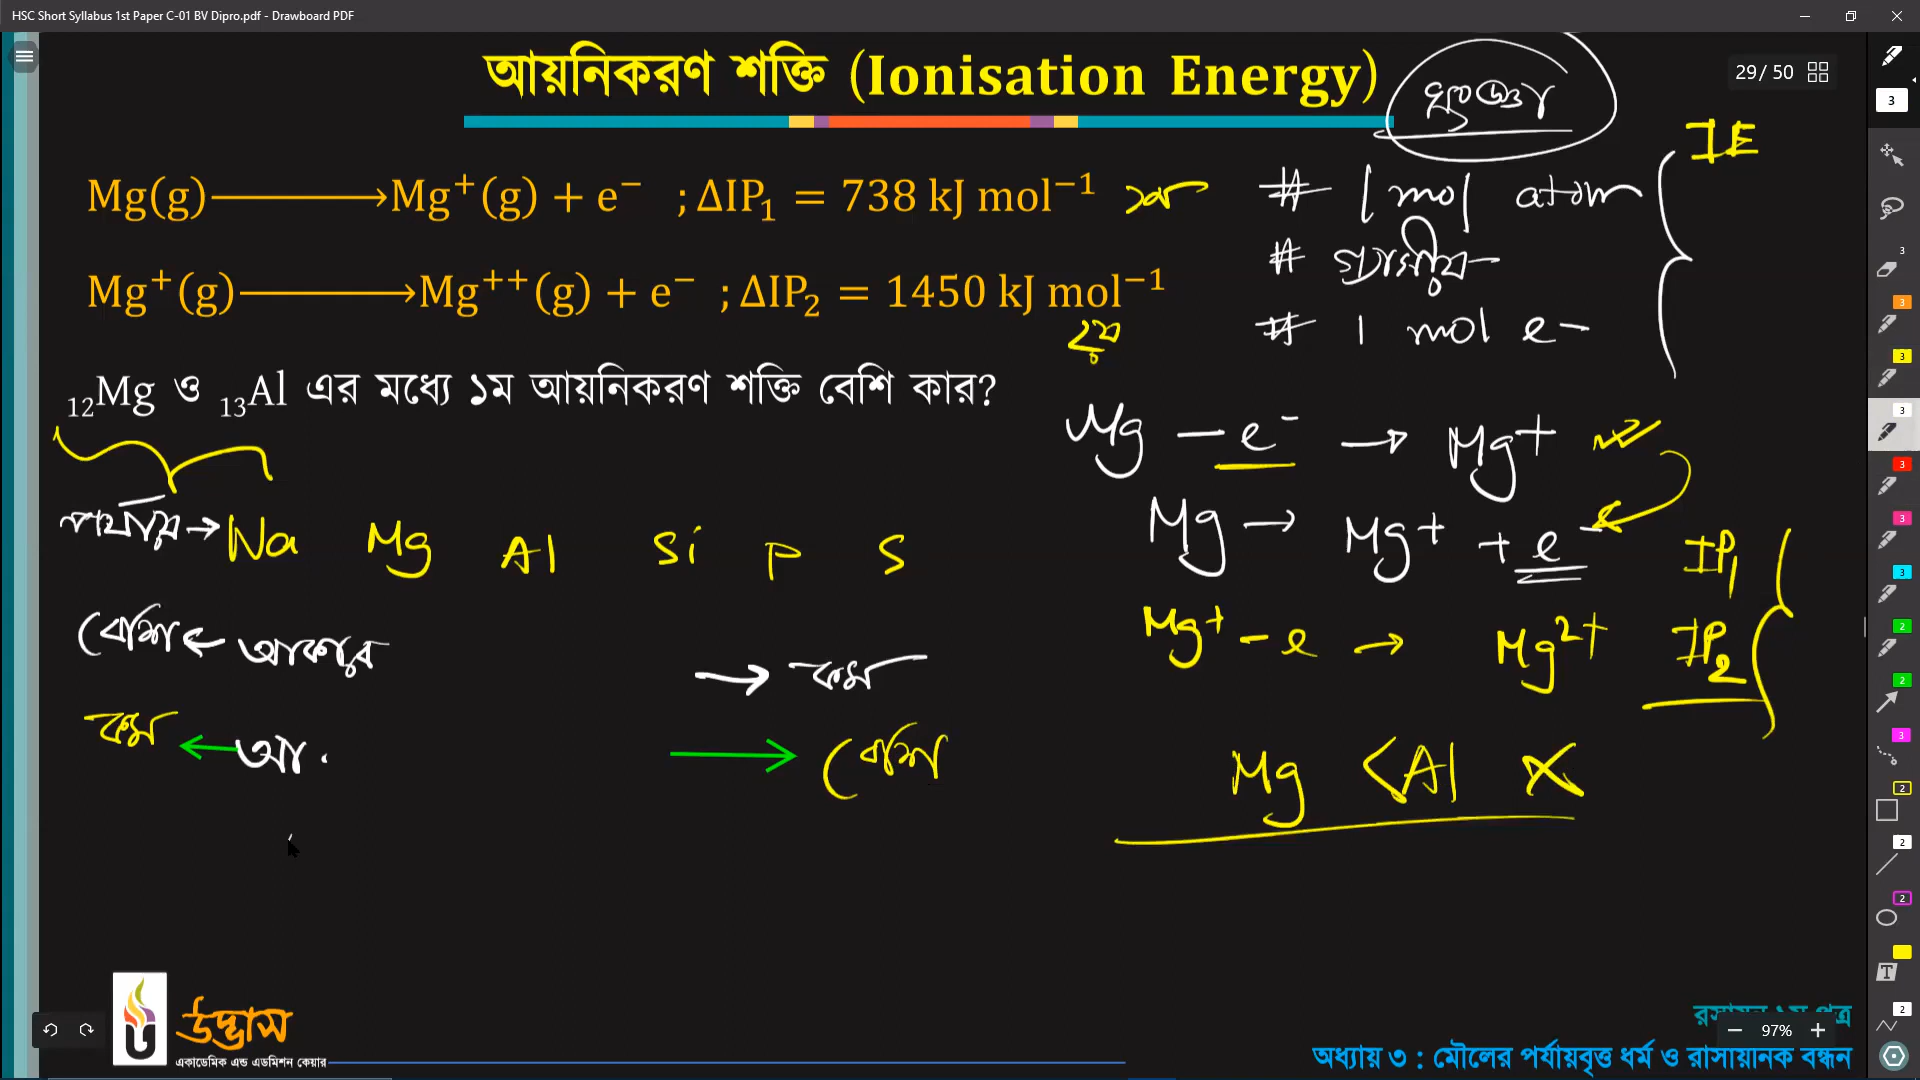 HSC Short Syllabus 1st Paper C-01 BV Dipro.pdf - Drawboard PDF
29/ 50
আয়নিকরণ শক্তি (Ionisation Energy)
IE
Mg(g)⟶Mg⁺(g) + e⁻ ; ΔIP₁ = 738 kJ mol⁻¹ ১ম
# 1 mol atom
# গ্যাসীয়
Mg⁺(g)⟶Mg⁺⁺(g) + e⁻ ; ΔIP₂ = 1450 kJ mol⁻¹
২য়
# 1 mol e-
₁₂Mg ও ₁₃Al এর মধ্যে ১ম আয়নিকরণ শক্তি বেশি কার?
Mg - e⁻ → Mg+
Mg → Mg+ + e⁻ IP₁
পর্যায় → Na Mg Al Si P S
Mg+ - e → Mg²+ IP₂
বেশি ← আকার → কম
কম ← আ. → বেশি
Mg < Al ×
উদ্ভাস
একাডেমিক এন্ড এডমিশন কেয়ার
97%
অধ্যায় ৩ : মৌলের পর্যায়বৃত্ত ধর্ম ও রাসায়নিক বন্ধন